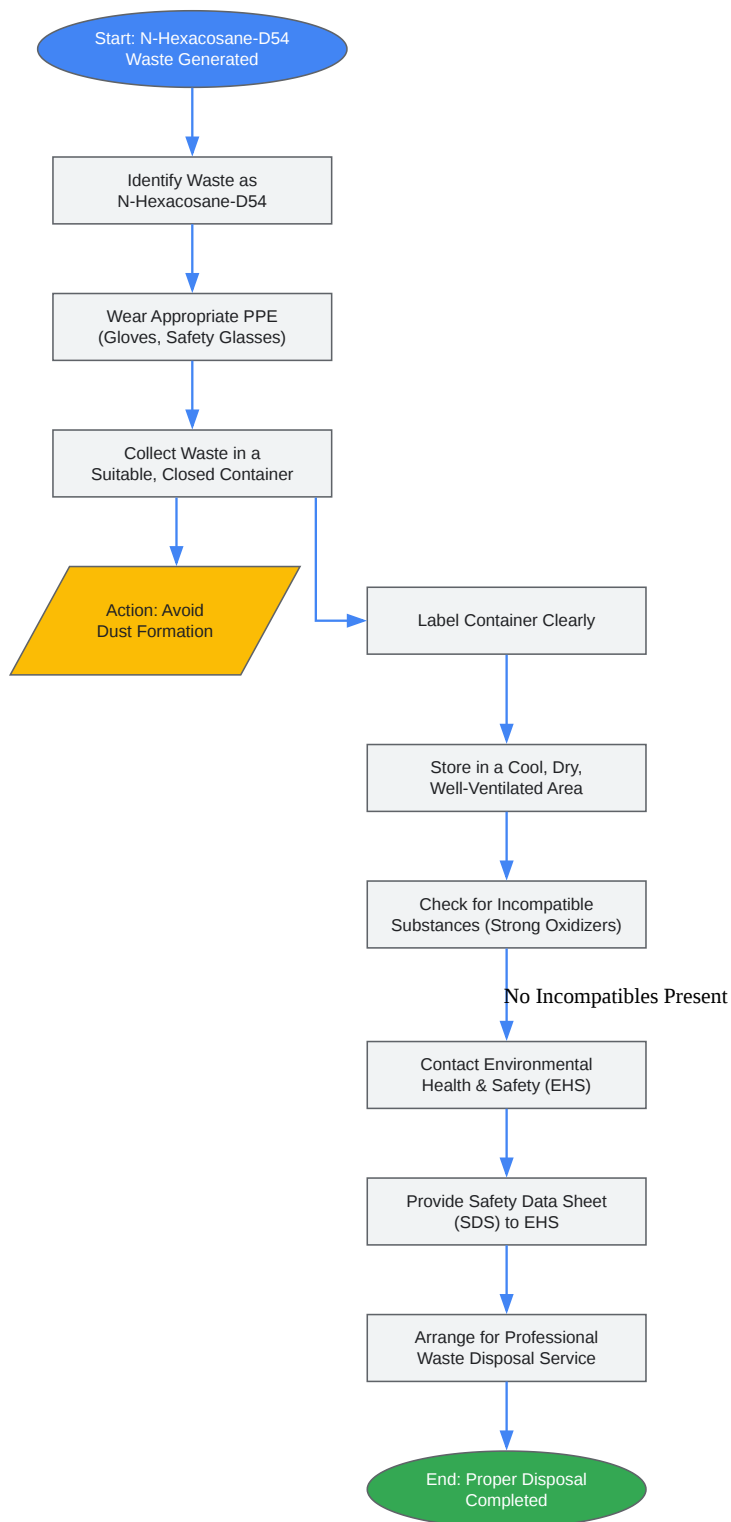 Start: N-Hexacosane-D54
Waste Generated
Identify Waste as
N-Hexacosane-D54
Wear Appropriate PPE
(Gloves, Safety Glasses)
Collect Waste in a
Suitable, Closed Container
Action: Avoid
Dust Formation
Label Container Clearly
Store in a Cool, Dry,
Well-Ventilated Area
Check for Incompatible
Substances (Strong Oxidizers)
No Incompatibles Present
Contact Environmental
Health & Safety (EHS)
Provide Safety Data Sheet
(SDS) to EHS
Arrange for Professional
Waste Disposal Service
End: Proper Disposal
Completed